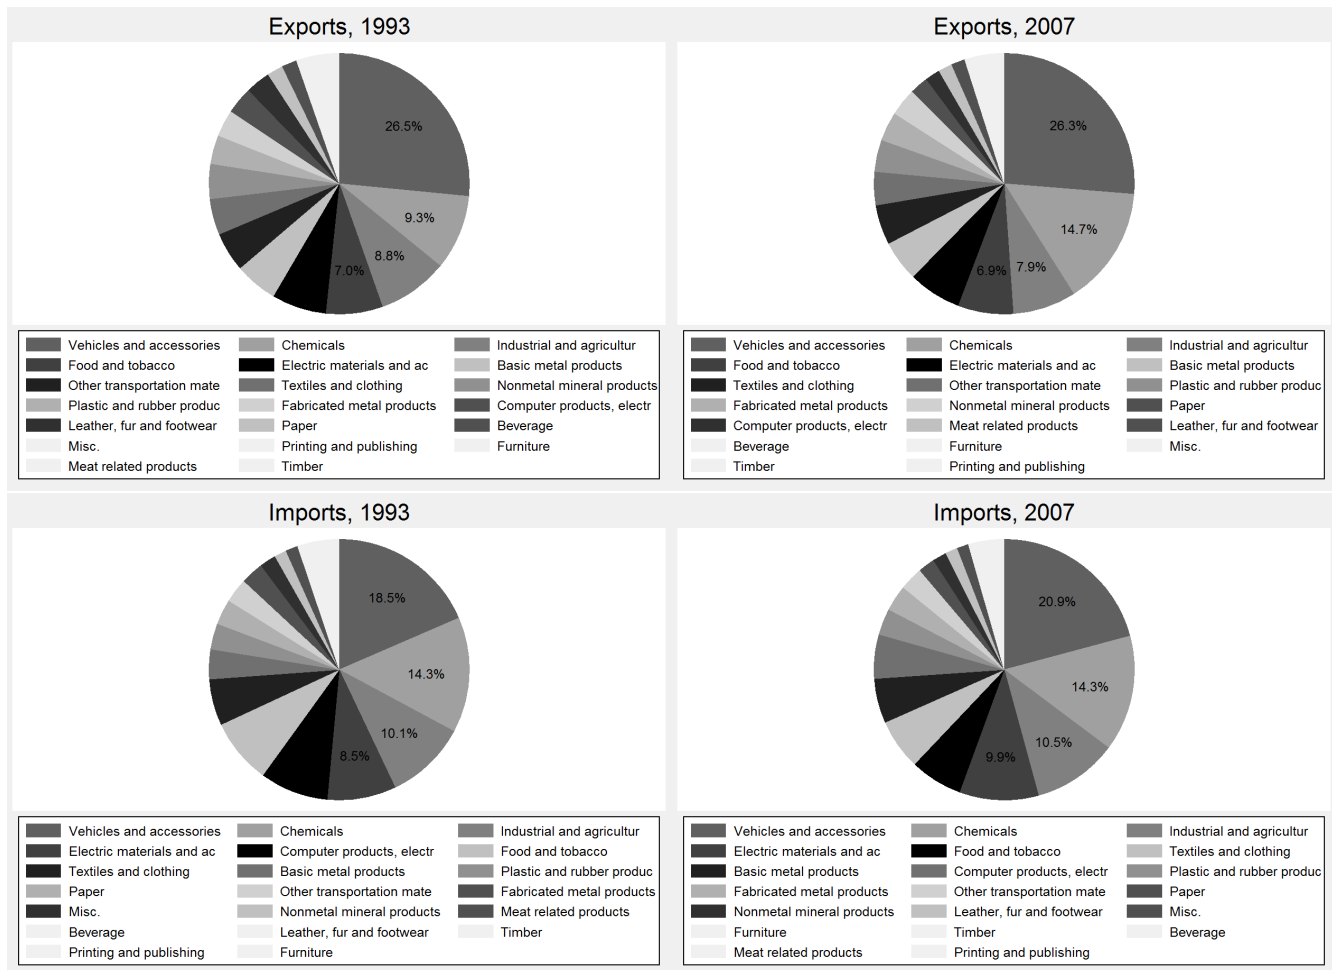 Exports, 1993
26.5%
9.3%
8.8%
7.0%
Vehicles and accessories Chemicals Industrial and agricultur
Food and tobacco Electric materials and ac Basic metal products
Other transportation mate Textiles and clothing Nonmetal mineral products
Plastic and rubber produc Fabricated metal products Computer products, electr
Leather, fur and footwear Paper Beverage
Misc. Printing and publishing Furniture
Meat related products Timber
Exports, 2007
26.3%
14.7%
7.9%
6.9%
Vehicles and accessories Chemicals Industrial and agricultur
Food and tobacco Electric materials and ac Basic metal products
Textiles and clothing Other transportation mate Plastic and rubber produc
Fabricated metal products Nonmetal mineral products Paper
Computer products, electr Meat related products Leather, fur and footwear
Beverage Furniture Misc.
Timber Printing and publishing
Imports, 1993
18.5%
14.3%
10.1%
8.5%
Vehicles and accessories Chemicals Industrial and agricultur
Electric materials and ac Computer products, electr Food and tobacco
Textiles and clothing Basic metal products Plastic and rubber produc
Paper Other transportation mate Fabricated metal products
Misc. Nonmetal mineral products Meat related products
Beverage Leather, fur and footwear Timber
Printing and publishing Furniture
Imports, 2007
20.9%
14.3%
10.5%
9.9%
Vehicles and accessories Chemicals Industrial and agricultur
Electric materials and ac Food and tobacco Textiles and clothing
Basic metal products Computer products, electr Plastic and rubber produc
Fabricated metal products Other transportation mate Paper
Nonmetal mineral products Leather, fur and footwear Misc.
Furniture Timber Beverage
Meat related products Printing and publishing